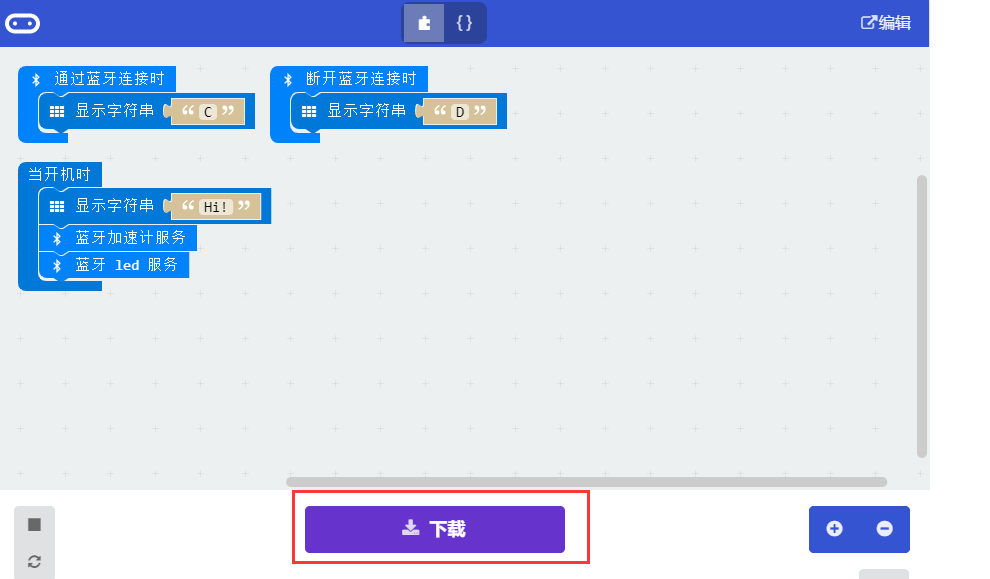 { }
编辑
通过蓝牙连接时
显示字符串 “ C ”
断开蓝牙连接时
显示字符串 “ D ”
当开机时
显示字符串 “ Hi! ”
蓝牙加速计服务
蓝牙 led 服务
下载